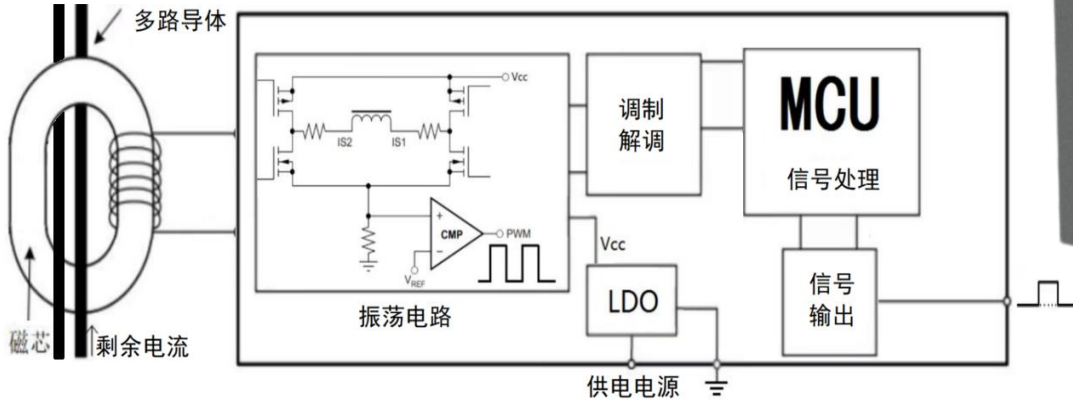 多路导体
Vcc
IS2
IS1
CMP
PWM
VREF
振荡电路
调制
解调
MCU
信号处理
Vcc
LDO
信号
输出
磁芯
剩余电流
供电电源